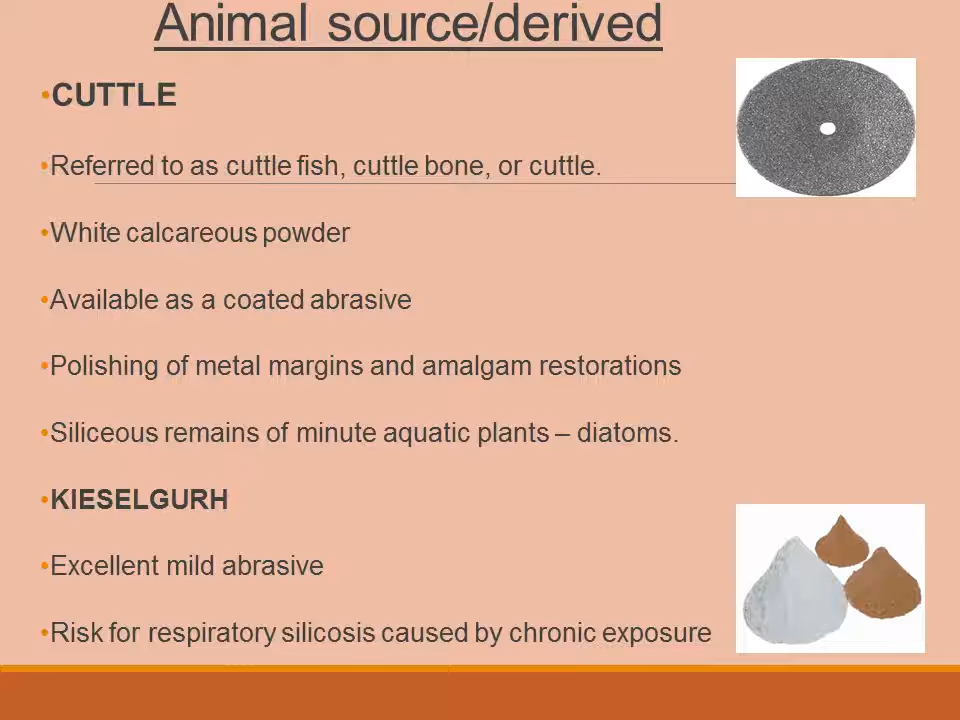 Animal source/derived
•CUTTLE
•Referred to as cuttle fish, cuttle bone, or cuttle.
•White calcareous powder
•Available as a coated abrasive
•Polishing of metal margins and amalgam restorations
•Siliceous remains of minute aquatic plants – diatoms.
•KIESELGURH
•Excellent mild abrasive
•Risk for respiratory silicosis caused by chronic exposure